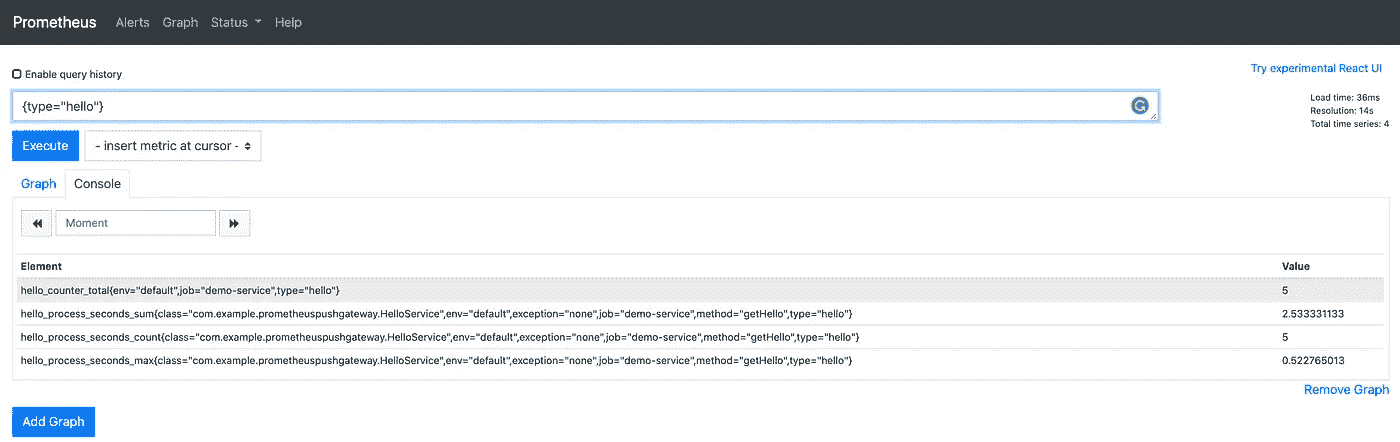 Prometheus Alerts Graph Status Help
Enable query history
Try experimental React UI
{type="hello"}
Load time: 36ms
Resolution: 14s
Total time series: 4
Execute - insert metric at cursor -
Graph Console
Moment
Element Value
hello_counter_total{env="default",job="demo-service",type="hello"} 5
hello_process_seconds_sum{class="com.example.prometheuspushgateway.HelloService",env="default",exception="none",job="demo-service",method="getHello",type="hello"} 2.533331133
hello_process_seconds_count{class="com.example.prometheuspushgateway.HelloService",env="default",exception="none",job="demo-service",method="getHello",type="hello"} 5
hello_process_seconds_max{class="com.example.prometheuspushgateway.HelloService",env="default",exception="none",job="demo-service",method="getHello",type="hello"} 0.522765013
Remove Graph
Add Graph